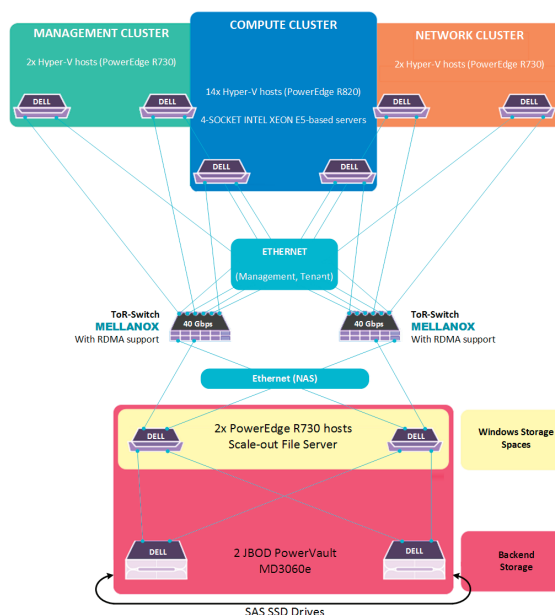 MANAGEMENT CLUSTER
2x Hyper-V hosts (PowerEdge R730)
DELL
DELL
COMPUTE CLUSTER
14x Hyper-V hosts (PowerEdge R820)
4-SOCKET INTEL XEON E5-based servers
DELL
DELL
NETWORK CLUSTER
2x Hyper-V hosts (PowerEdge R730)
DELL
DELL
ETHERNET
(Management, Tenant)
ToR-Switch
MELLANOX
With RDMA support
40 Gbps
40 Gbps
ToR-Switch
MELLANOX
With RDMA support
Ethernet (NAS)
DELL
2x PowerEdge R730 hosts
Scale-out File Server
DELL
Windows Storage
Spaces
DELL
2 JBOD PowerVault
MD3060e
DELL
Backend
Storage
SAS SSD Drives